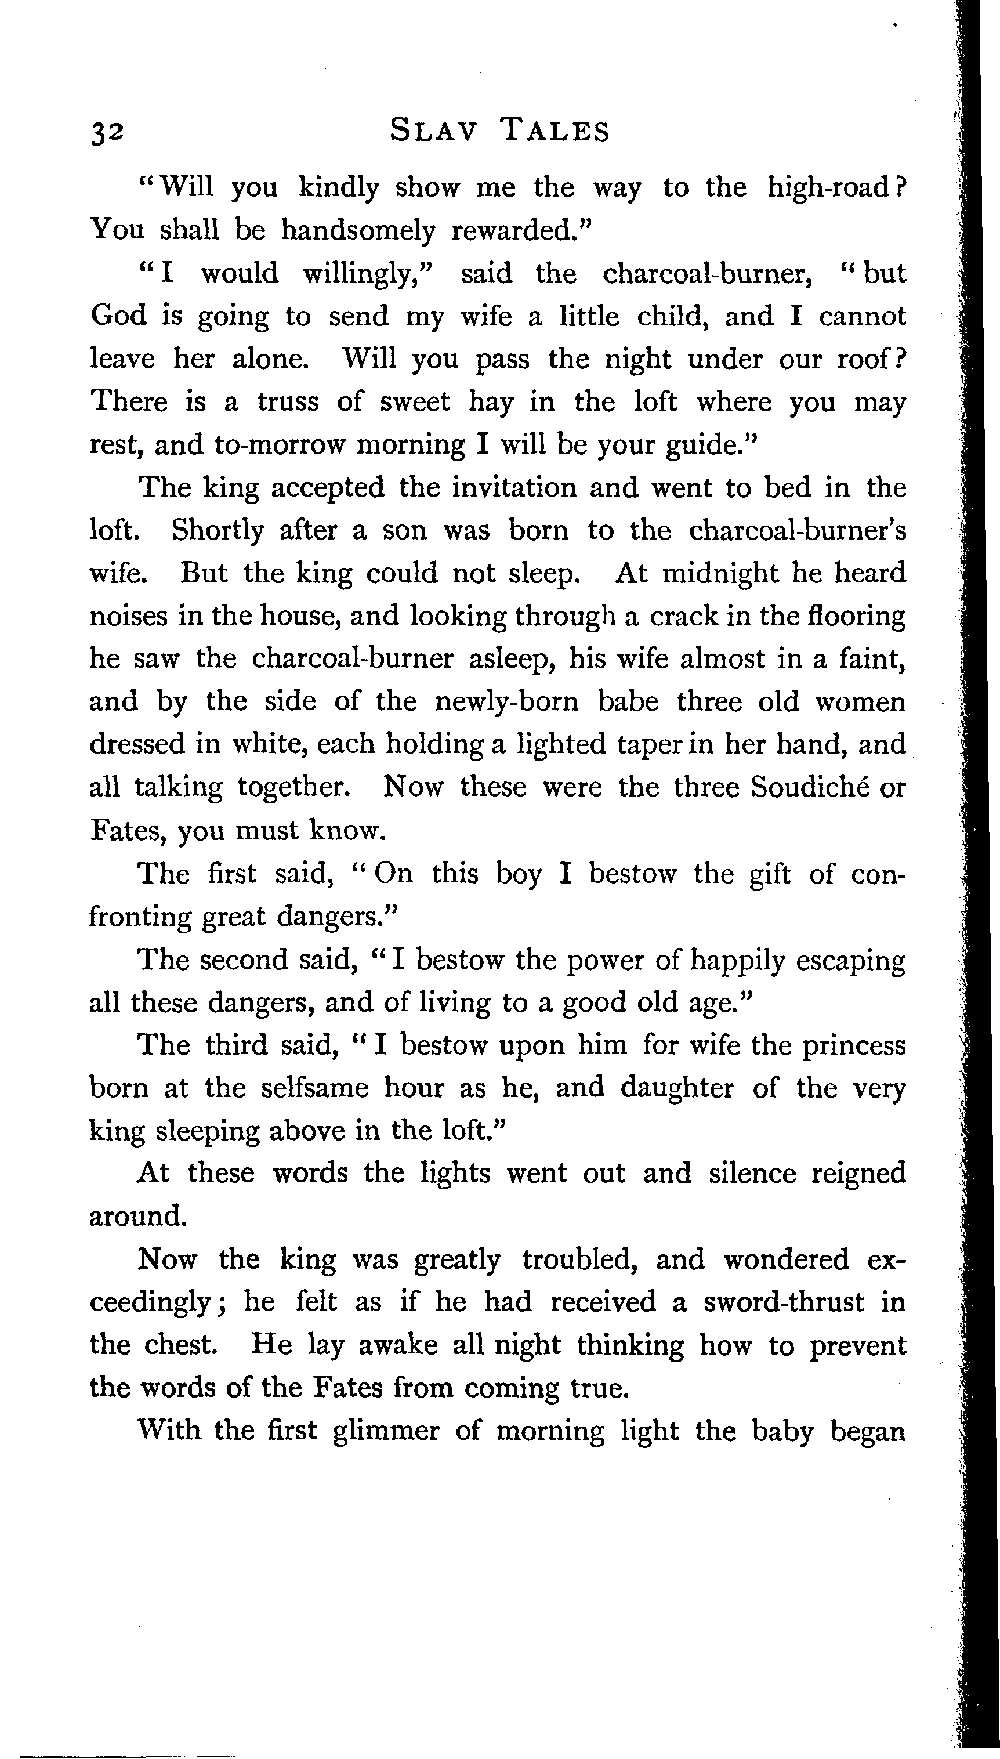 32 SLAV TALES
"Will you kindly show me the way to the high-road?
You shall be handsomely rewarded."
"I would willingly," said the charcoal-burner, "but
God is going to send my wife a little child, and I cannot
leave her alone. Will you pass the night under our roof?
There is a truss of sweet hay in the loft where you may
rest, and to-morrow morning I will be your guide."
The king accepted the invitation and went to bed in the
loft. Shortly after a son was born to the charcoal-burner's
wife. But the king could not sleep. At midnight he heard
noises in the house, and looking through a crack in the flooring
he saw the charcoal-burner asleep, his wife almost in a faint,
and by the side of the newly-born babe three old women
dressed in white, each holding a lighted taper in her hand, and
all talking together. Now these were the three Soudiché or
Fates, you must know.
The first said, "On this boy I bestow the gift of con-
fronting great dangers."
The second said, "I bestow the power of happily escaping
all these dangers, and of living to a good old age."
The third said, "I bestow upon him for wife the princess
born at the selfsame hour as he, and daughter of the very
king sleeping above in the loft."
At these words the lights went out and silence reigned
around.
Now the king was greatly troubled, and wondered ex-
ceedingly; he felt as if he had received a sword-thrust in
the chest. He lay awake all night thinking how to prevent
the words of the Fates from coming true.
With the first glimmer of morning light the baby began